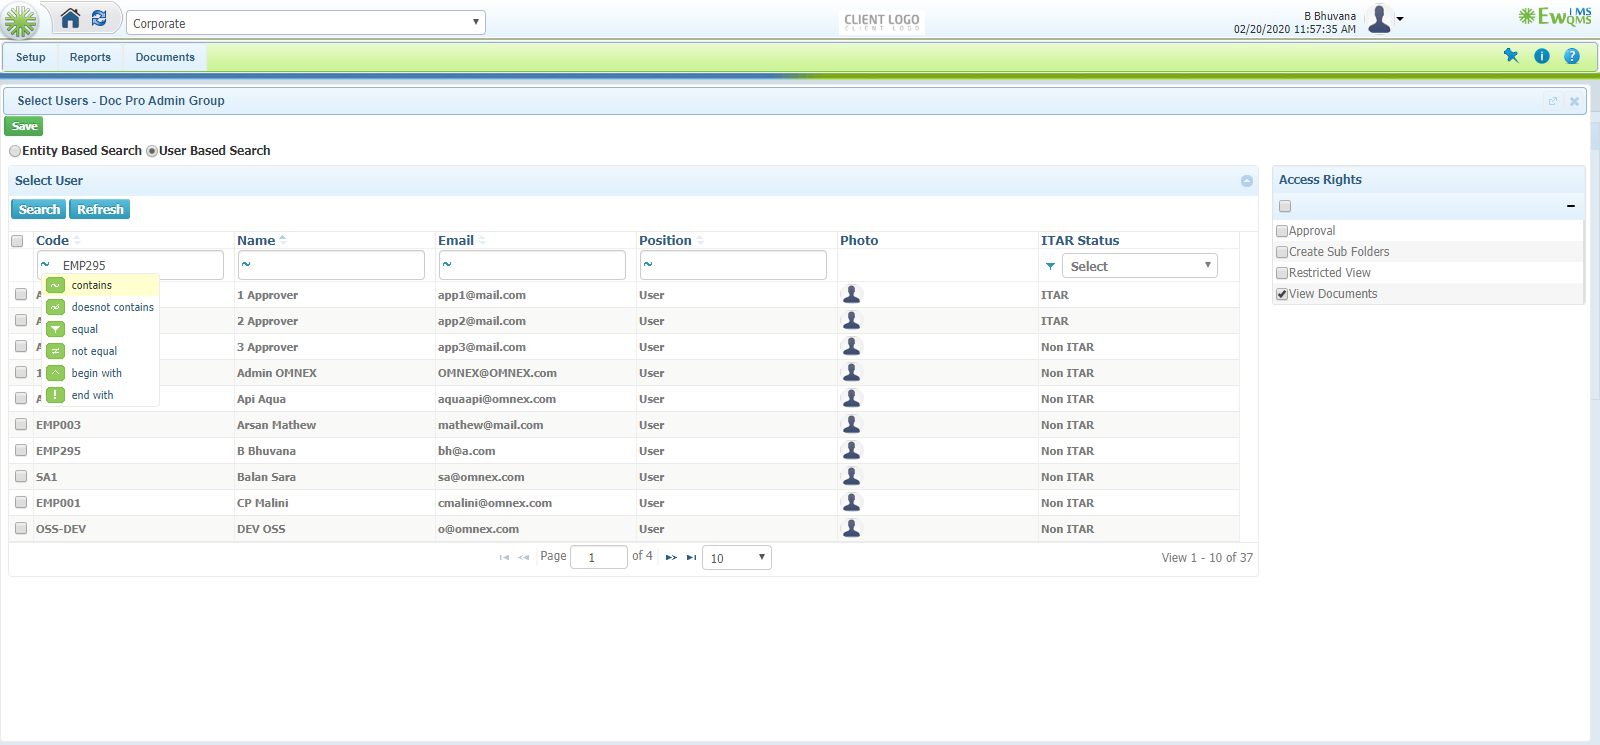 Corporate
CLIENT LOGO
CLIENT LOGO
B Bhuvana
02/20/2020 11:57:35 AM
EwQIMS
Setup Reports Documents
Select Users - Doc Pro Admin Group
Save
Entity Based Search User Based Search
Select User
Access Rights
Search Refresh
Code Name Email Position Photo ITAR Status
~ EMP295 ~ ~ ~ Select
contains
doesnot contains
equal
not equal
begin with
end with
A 1 Approver app1@mail.com User ITAR
A 2 Approver app2@mail.com User ITAR
A 3 Approver app3@mail.com User Non ITAR
1 Admin OMNEX OMNEX@OMNEX.com User Non ITAR
A Api Aqua aquaapi@omnex.com User Non ITAR
EMP003 Arsan Mathew mathew@mail.com User Non ITAR
EMP295 B Bhuvana bh@a.com User Non ITAR
SA1 Balan Sara sa@omnex.com User Non ITAR
EMP001 CP Malini cmalini@omnex.com User Non ITAR
OSS-DEV DEV OSS o@omnex.com User Non ITAR
Page 1 of 4 10 View 1 - 10 of 37
Approval
Create Sub Folders
Restricted View
View Documents